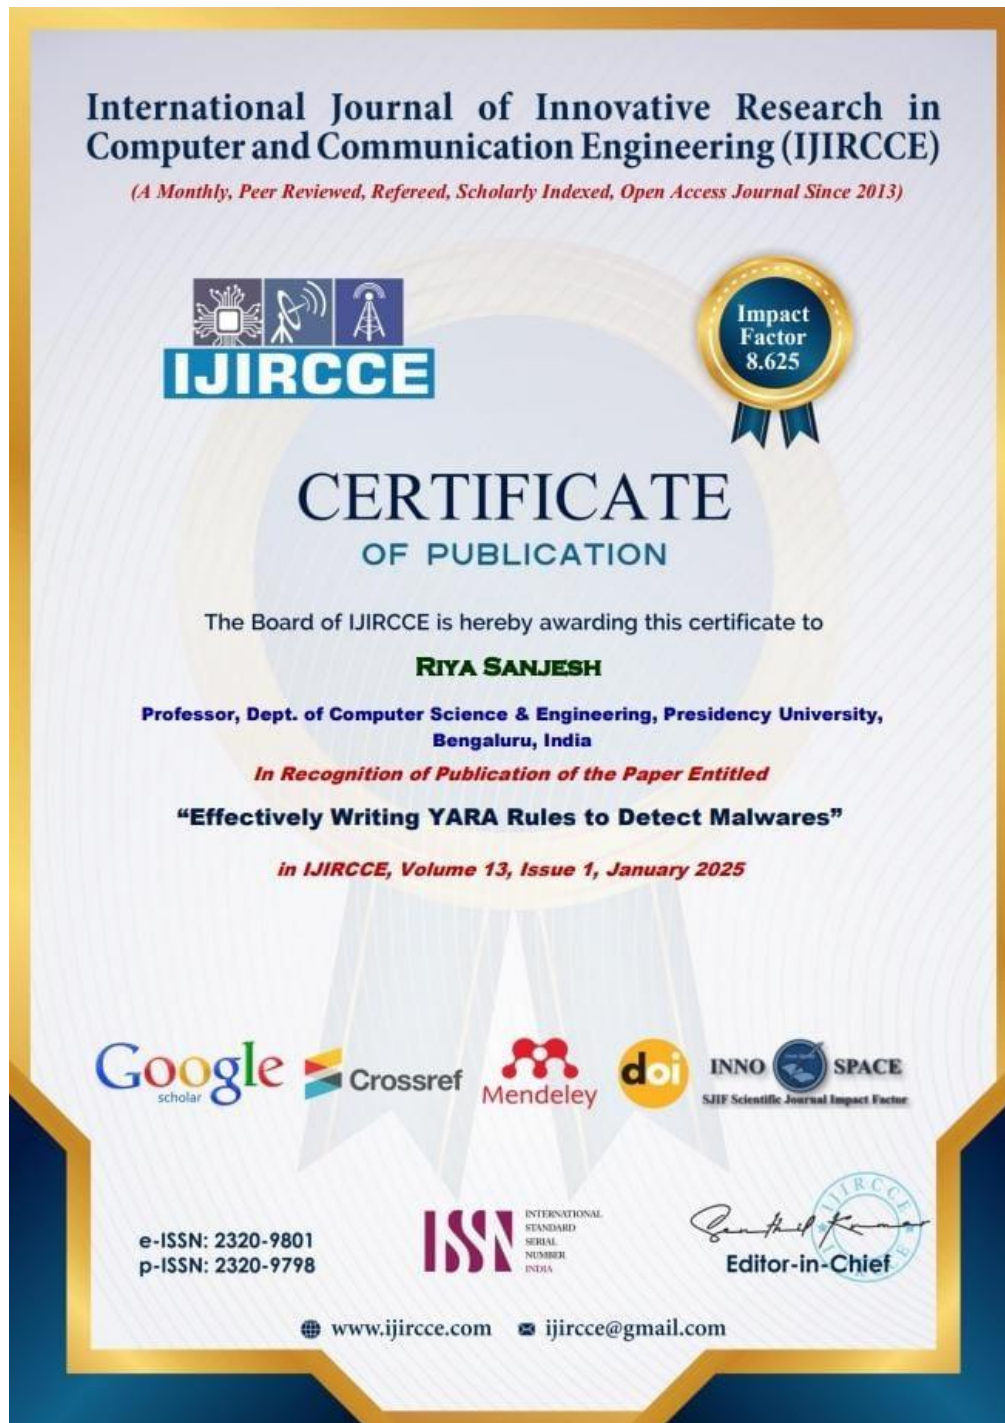 International Journal of Innovative Research in
Computer and Communication Engineering (IJIRCCE)
(A Monthly, Peer Reviewed, Refereed, Scholarly Indexed, Open Access Journal Since 2013)
IJIRCCE
Impact
Factor
8.625
CERTIFICATE
OF PUBLICATION
The Board of IJIRCCE is hereby awarding this certificate to
RIYA SANJESH
Professor, Dept. of Computer Science & Engineering, Presidency University,
Bengaluru, India
In Recognition of Publication of the Paper Entitled
“Effectively Writing YARA Rules to Detect Malwares”
in IJIRCCE, Volume 13, Issue 1, January 2025
Google
scholar
Crossref
Mendeley
doi
INNO SPACE
SJIF Scientific Journal Impact Factor
e-ISSN: 2320-9801
p-ISSN: 2320-9798
ISSN
INTERNATIONAL
STANDARD
SERIAL
NUMBER
INDIA
IJIRCCE
Senthil Kumar
Editor-in-Chief
IJIRCCE
www.ijircce.com ijircce@gmail.com